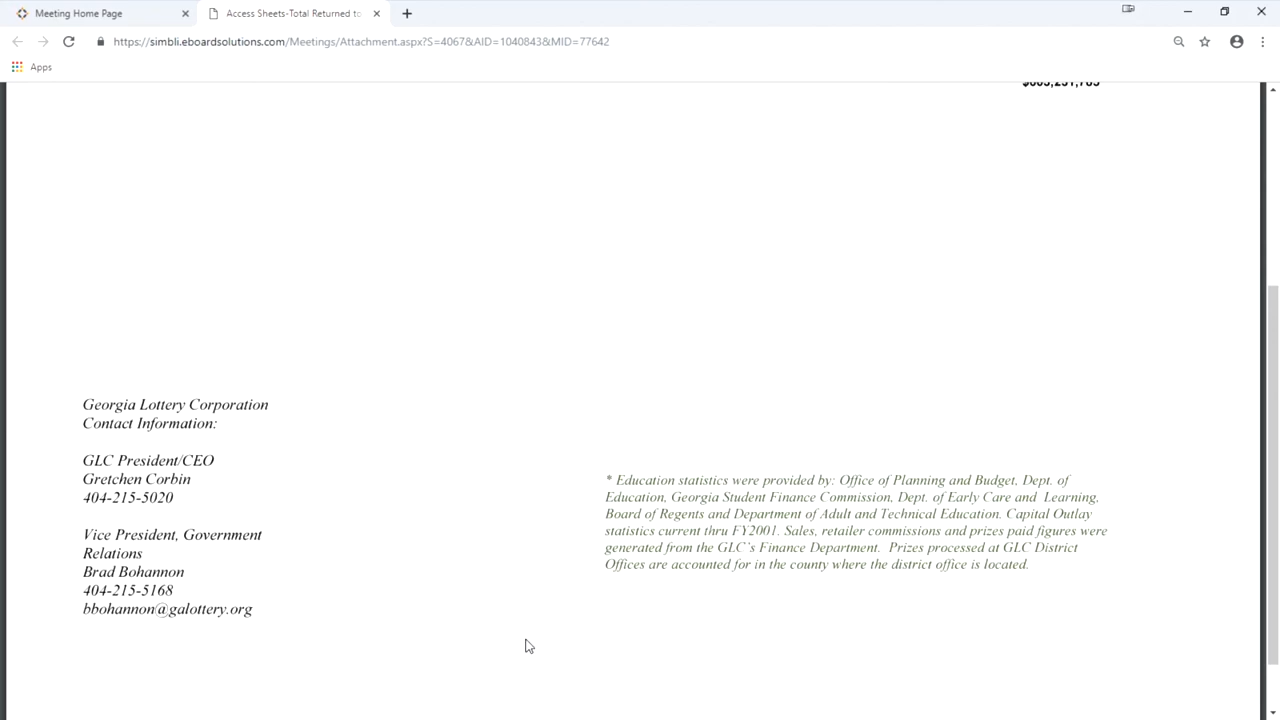 Meeting Home Page
Access Sheets-Total Returned to
https://simbli.eboardsolutions.com/Meetings/Attachment.aspx?S=4067&AID=1040843&MID=77642
Apps
Georgia Lottery Corporation
Contact Information:
GLC President/CEO
Gretchen Corbin
404-215-5020
Vice President, Government
Relations
Brad Bohannon
404-215-5168
bbohannon@galottery.org
* Education statistics were provided by: Office of Planning and Budget, Dept. of
Education, Georgia Student Finance Commission, Dept. of Early Care and Learning,
Board of Regents and Department of Adult and Technical Education. Capital Outlay
statistics current thru FY2001. Sales, retailer commissions and prizes paid figures were
generated from the GLC's Finance Department. Prizes processed at GLC District
Offices are accounted for in the county where the district office is located.